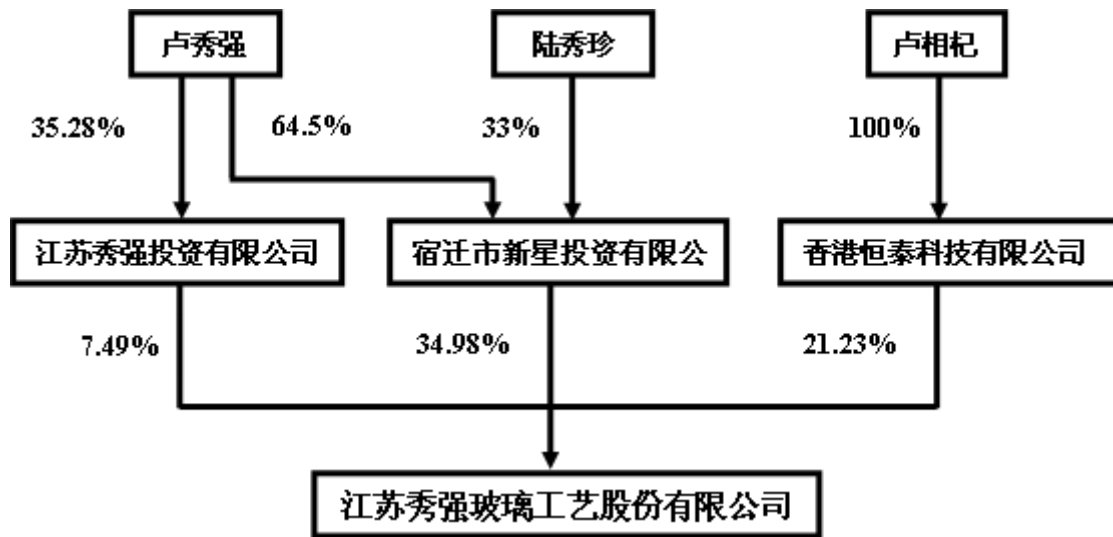 卢秀强
陆秀珍
卢相杞
35.28%
64.5%
33%
100%
江苏秀强投资有限公司
宿迁市新星投资有限公
香港恒泰科技有限公司
7.49%
34.98%
21.23%
江苏秀强玻璃工艺股份有限公司